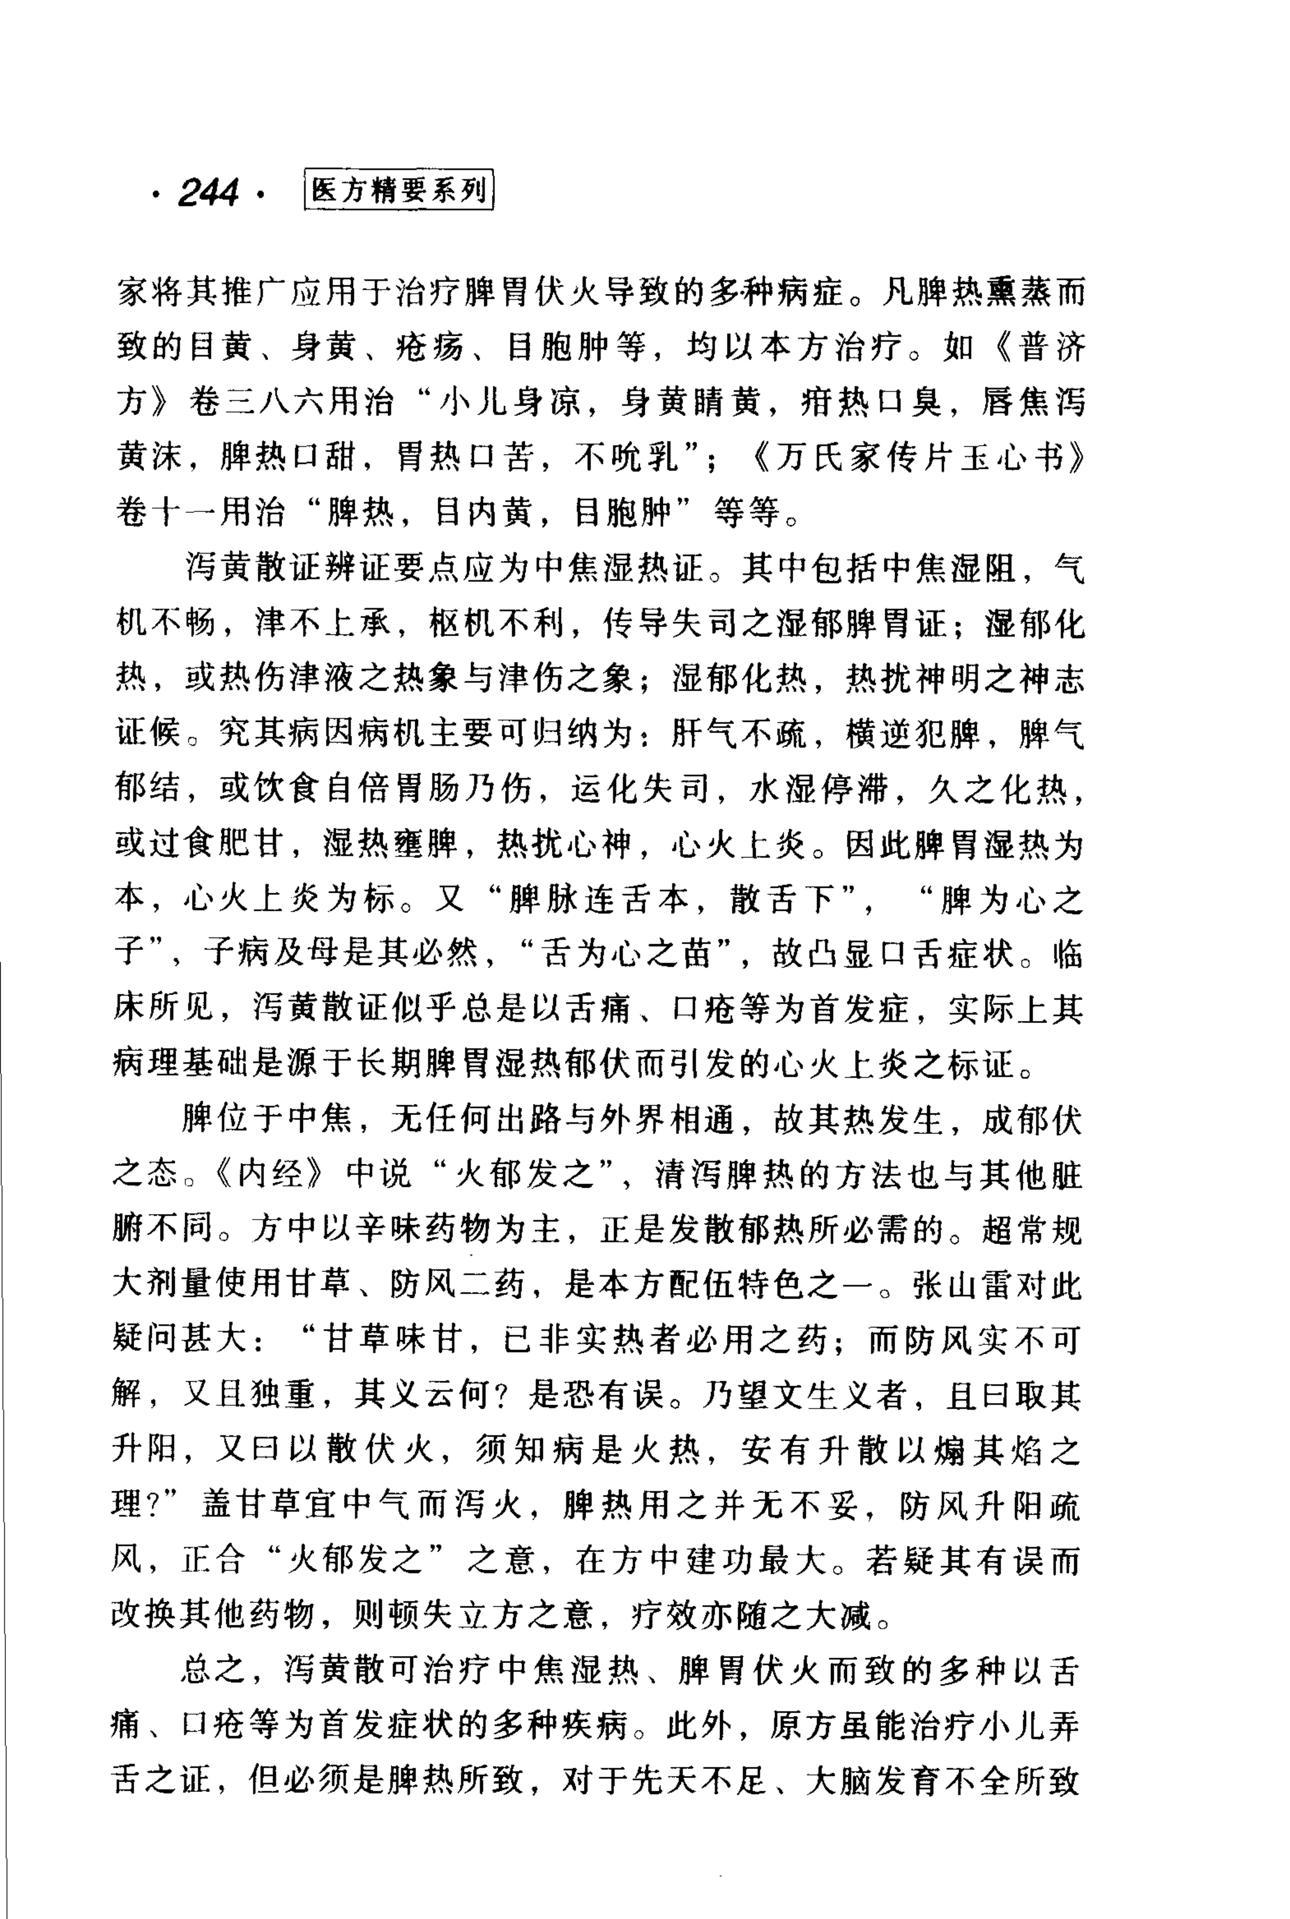 · 244 · 医方精要系列
家将其推广应用于治疗脾胃伏火导致的多种病症。凡脾热熏蒸而
致的目黄、身黄、疮疡、目胞肿等，均以本方治疗。如《普济
方》卷三八六用治“小儿身凉，身黄睛黄，疳热口臭，唇焦泻
黄沫，脾热口甜，胃热口苦，不吮乳”；《万氏家传片玉心书》
卷十一用治“脾热，目内黄，目胞肿”等等。
泻黄散证辨证要点应为中焦湿热证。其中包括中焦湿阻，气
机不畅，津不上承，枢机不利，传导失司之湿郁脾胃证；湿郁化
热，或热伤津液之热象与津伤之象；湿郁化热，热扰神明之神志
证候。究其病因病机主要可归纳为：肝气不疏，横逆犯脾，脾气
郁结，或饮食自倍胃肠乃伤，运化失司，水湿停滞，久之化热，
或过食肥甘，湿热壅脾，热扰心神，心火上炎。因此脾胃湿热为
本，心火上炎为标。又“脾脉连舌本，散舌下”，“脾为心之
子”，子病及母是其必然，“舌为心之苗”，故凸显口舌症状。临
床所见，泻黄散证似乎总是以舌痛、口疮等为首发症，实际上其
病理基础是源于长期脾胃湿热郁伏而引发的心火上炎之标证。
脾位于中焦，无任何出路与外界相通，故其热发生，成郁伏
之态。《内经》中说“火郁发之”，清泻脾热的方法也与其他脏
腑不同。方中以辛味药物为主，正是发散郁热所必需的。超常规
大剂量使用甘草、防风二药，是本方配伍特色之一。张山雷对此
疑问甚大：“甘草味甘，已非实热者必用之药；而防风实不可
解，又且独重，其义云何？是恐有误。乃望文生义者，且曰取其
升阳，又曰以散伏火，须知病是火热，安有升散以煽其焰之
理？”盖甘草宜中气而泻火，脾热用之并无不妥，防风升阳疏
风，正合“火郁发之”之意，在方中建功最大。若疑其有误而
改换其他药物，则顿失立方之意，疗效亦随之大减。
总之，泻黄散可治疗中焦湿热、脾胃伏火而致的多种以舌
痛、口疮等为首发症状的多种疾病。此外，原方虽能治疗小儿弄
舌之证，但必须是脾热所致，对于先天不足、大脑发育不全所致